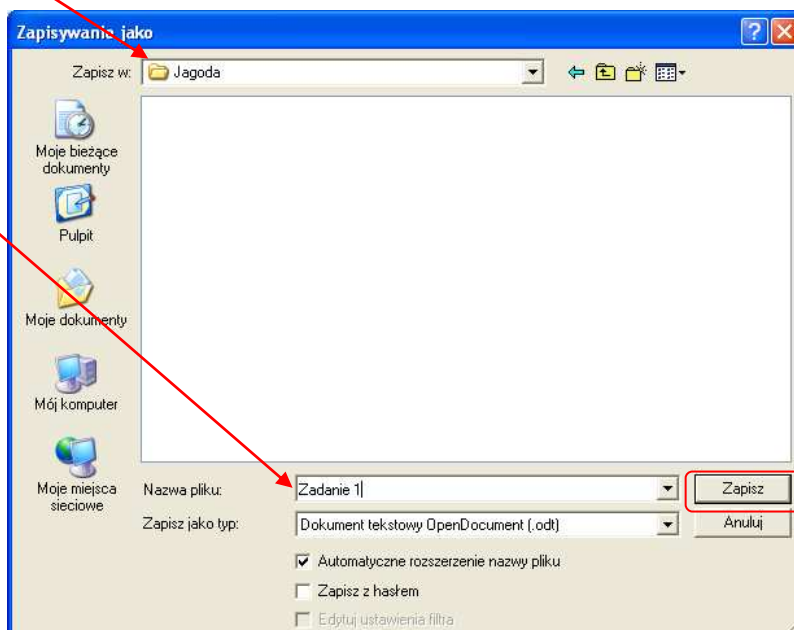 Zapisywanie jako
Zapisz w: Jagoda
Moje bieżące
dokumenty
Pulpit
Moje dokumenty
Mój komputer
Moje miejsca
sieciowe
Nazwa pliku: Zadanie 1 Zapisz
Zapisz jako typ: Dokument tekstowy OpenDocument (.odt) Anuluj
Automatyczne rozszerzenie nazwy pliku
Zapisz z hasłem
Edytuj ustawienia filtra